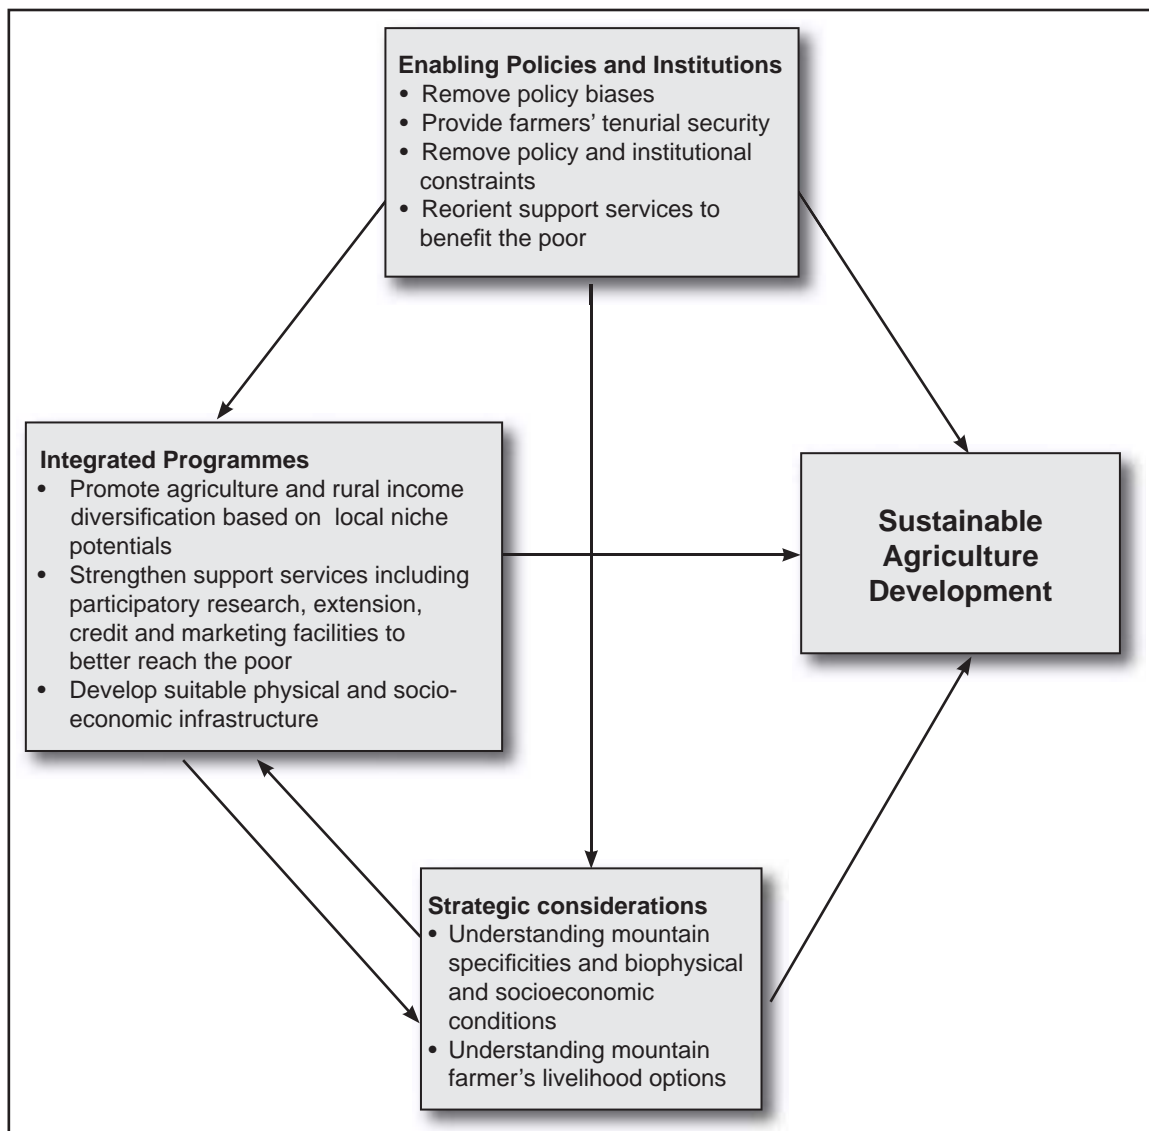 Enabling Policies and Institutions
• Remove policy biases
• Provide farmers' tenurial security
• Remove policy and institutional
constraints
• Reorient support services to
benefit the poor
Integrated Programmes
• Promote agriculture and rural income
diversification based on local niche
potentials
• Strengthen support services including
participatory research, extension,
credit and marketing facilities to
better reach the poor
• Develop suitable physical and socio-
economic infrastructure
Sustainable
Agriculture
Development
Strategic considerations
• Understanding mountain
specificities and biophysical
and socioeconomic
conditions
• Understanding mountain
farmer's livelihood options